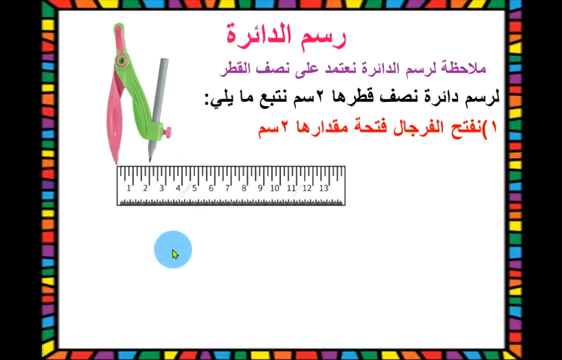 رسم الدائرة
ملاحظة لرسم الدائرة نعتمد على نصف القطر
لرسم دائرة نصف قطرها ٢سم نتبع ما يلي:
١)نفتح الفرجال فتحة مقدارها ٢سم
1 2 3 4 5 6 7 8 9 10 11 12 13